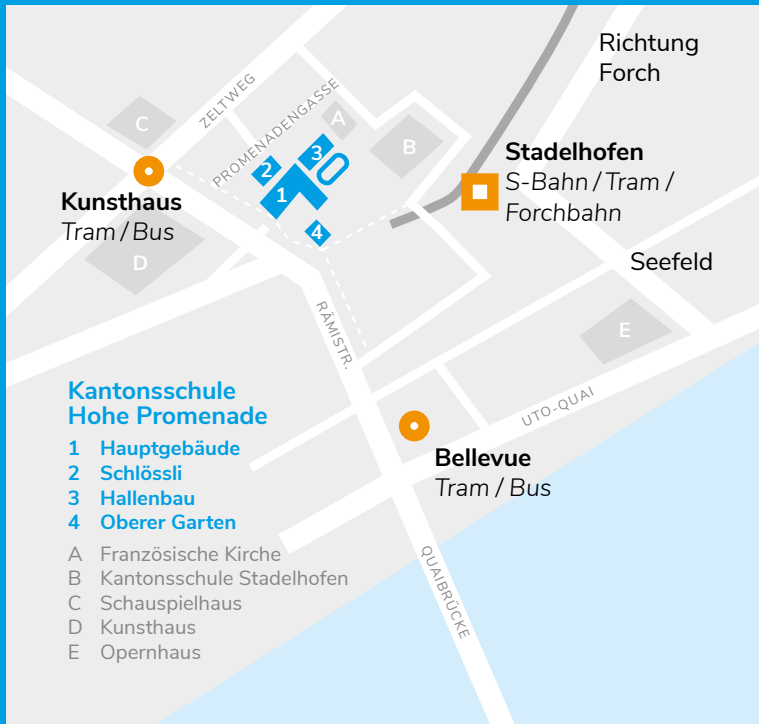 Richtung
Forch
ZELTWEG
PROMENADENGASSE
C
A
B
3
2
1
4
Stadelhofen
S-Bahn / Tram /
Forchbahn
Kunsthaus
Tram / Bus
D
Seefeld
RÄMISTR.
E
UTO-QUAI
Kantonsschule
Hohe Promenade
1 Hauptgebäude
2 Schlössli
3 Hallenbau
4 Oberer Garten
A Französische Kirche
B Kantonsschule Stadelhofen
C Schauspielhaus
D Kunsthaus
E Opernhaus
Bellevue
Tram / Bus
QUAIBRÜCKE